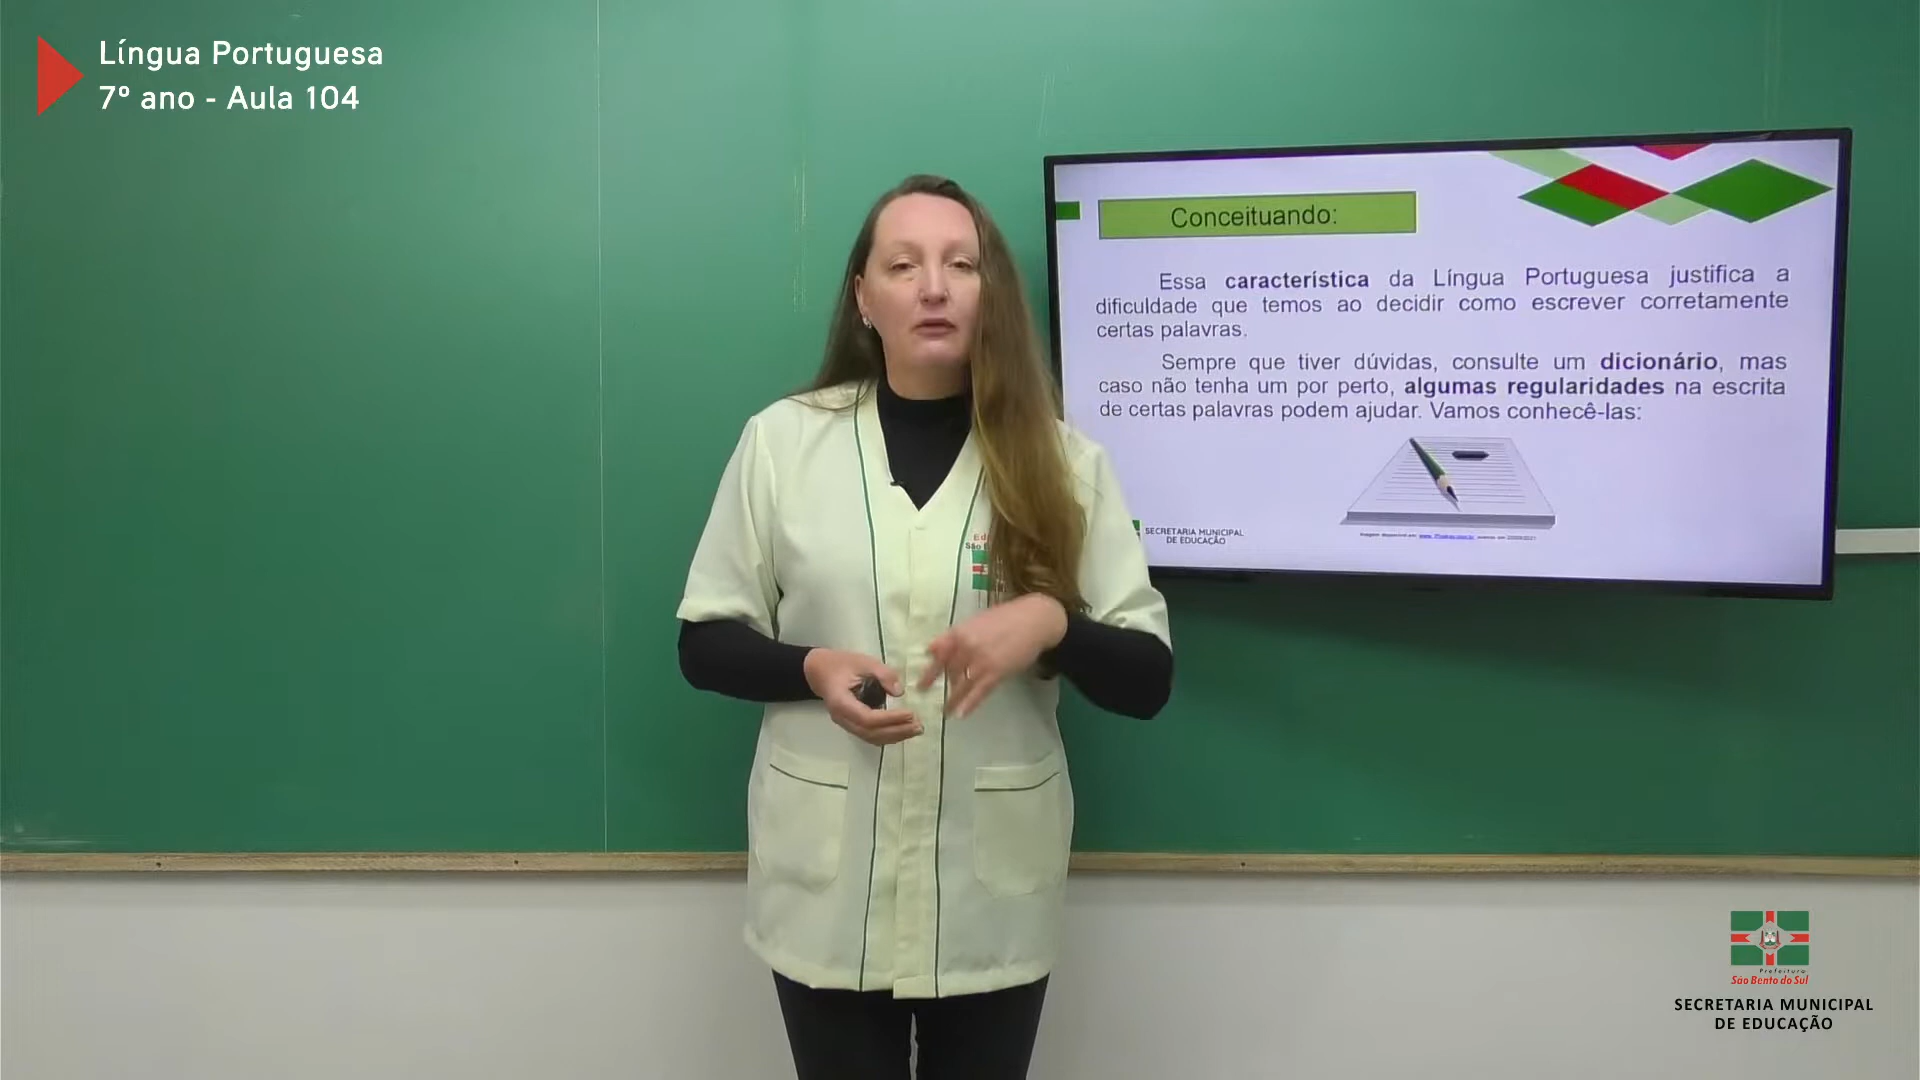 Língua Portuguesa
7º ano - Aula 104
Conceituando:
Essa característica da Língua Portuguesa justifica a
dificuldade que temos ao decidir como escrever corretamente
certas palavras.
Sempre que tiver dúvidas, consulte um dicionário, mas
caso não tenha um por perto, algumas regularidades na escrita
de certas palavras podem ajudar. Vamos conhecê-las:
SECRETARIA MUNICIPAL
DE EDUCAÇÃO
Prefeitura
São Bento do Sul
SECRETARIA MUNICIPAL
DE EDUCAÇÃO